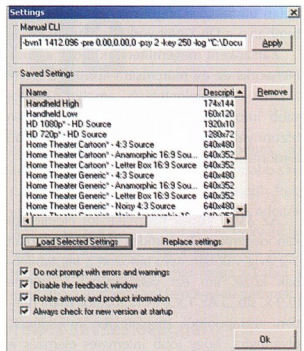 Settings
Manual CLI
-bvn1 1412.096 -pre 0.00,0.00,0 -psy 2 -key 250 -log "C:\Docu
Apply
Saved Settings
Name Descripti
Remove
Handheld High 174x144
Handheld Low 160x120
HD 1080p* - HD Source 1920x10
HD 720p* - HD Source 1280x72
Home Theater Cartoon* - 4:3 Source 640x480
Home Theater Cartoon* - Anamorphic 16:9 Sou... 640x352
Home Theater Cartoon* - Letter Box 16:9 Source 640x352
Home Theater Generic* - 4:3 Source 640x480
Home Theater Generic* - Anamorphic 16:9 Sou... 640x352
Home Theater Generic* - Letter Box 16:9 Source 640x352
Home Theater Generic* - Noisy 4:3 Source 640x480
Load Selected Settings
Replace settings
Do not prompt with errors and warnings
Disable the feedback window
Rotate artwork and product information
Always check for new version at startup
Ok